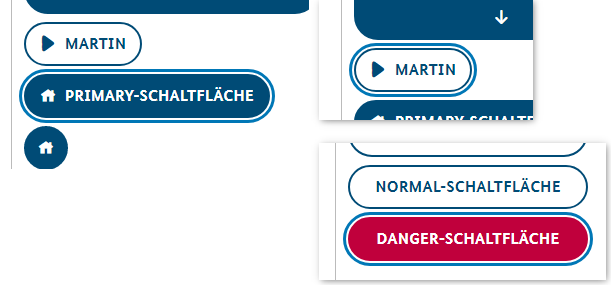 MARTIN
PRIMARY-SCHALTFLÄCHE
MARTIN
NORMAL-SCHALTFLÄCHE
DANGER-SCHALTFLÄCHE